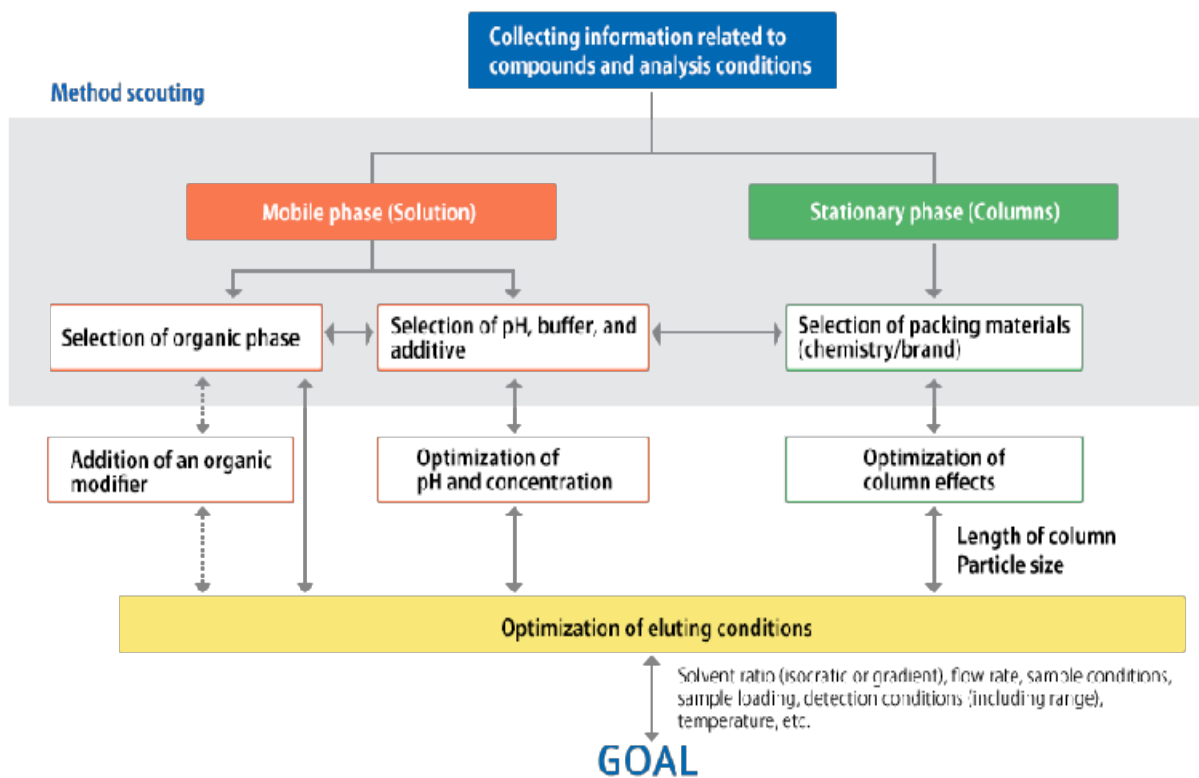 Collecting information related to
compounds and analysis conditions
Method scouting
Mobile phase (Solution)
Stationary phase (Columns)
Selection of organic phase
Selection of pH, buffer, and
additive
Selection of packing materials
(chemistry/brand)
Addition of an organic
modifier
Optimization of
pH and concentration
Optimization of
column effects
Length of column
Particle size
Optimization of eluting conditions
Solvent ratio (isocratic or gradient), flow rate, sample conditions,
sample loading, detection conditions (including range),
temperature, etc.
GOAL